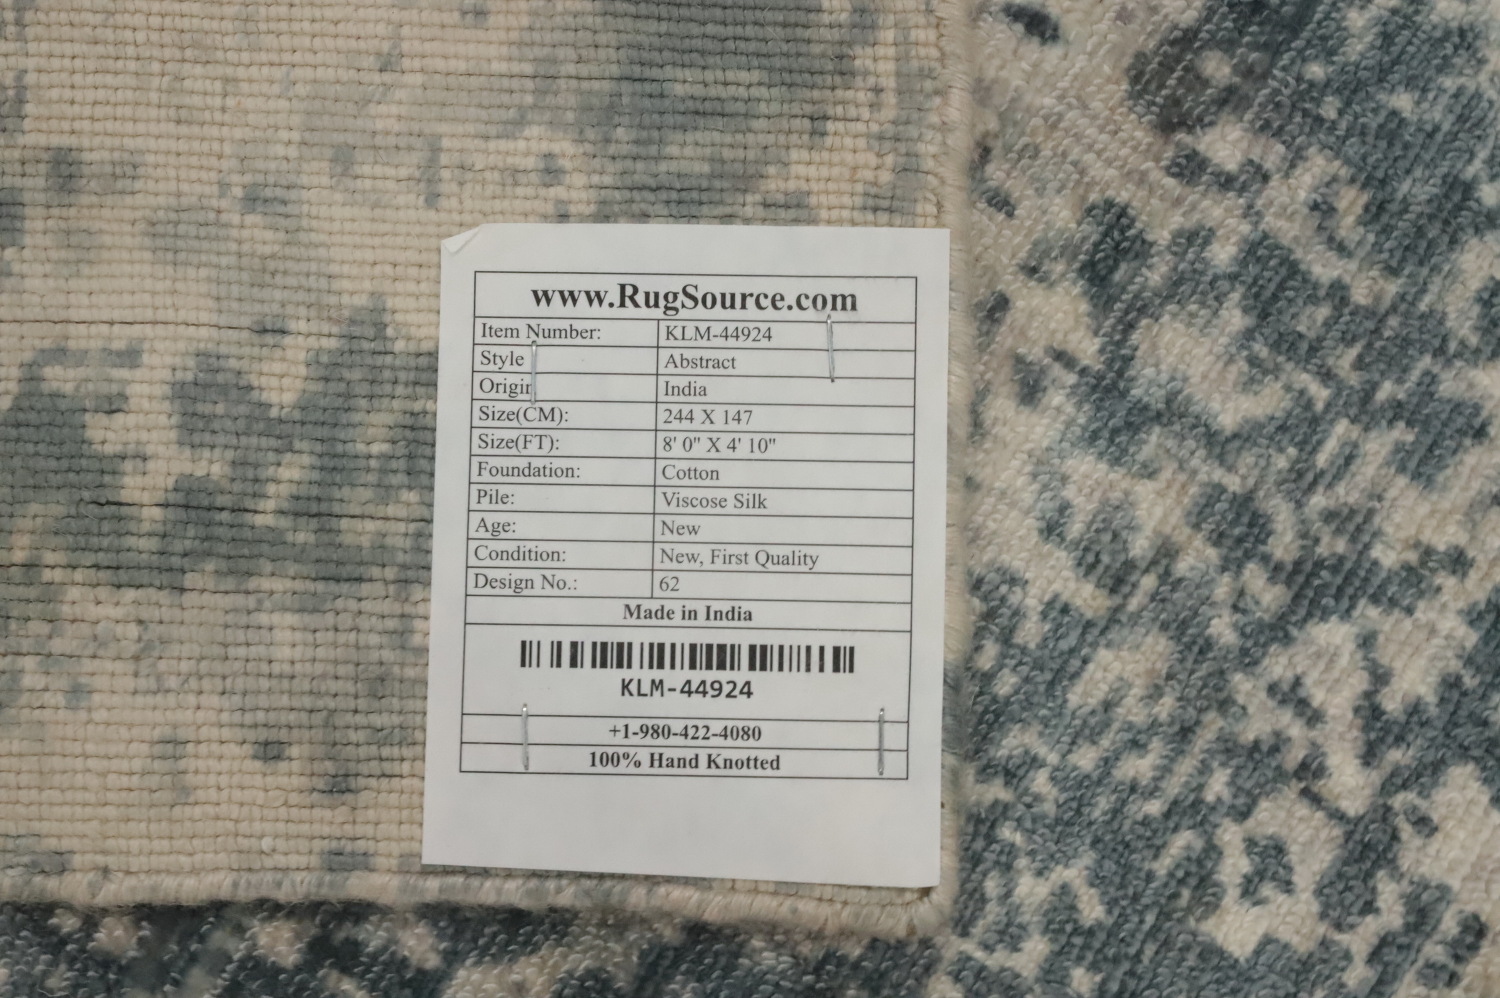 www.RugSource.com
Item Number: KLM-44924
Style Abstract
Origin India
Size(CM): 244 X 147
Size(FT): 8' 0" X 4' 10"
Foundation: Cotton
Pile: Viscose Silk
Age: New
Condition: New, First Quality
Design No.: 62
Made in India
KLM-44924
+1-980-422-4080
100% Hand Knotted